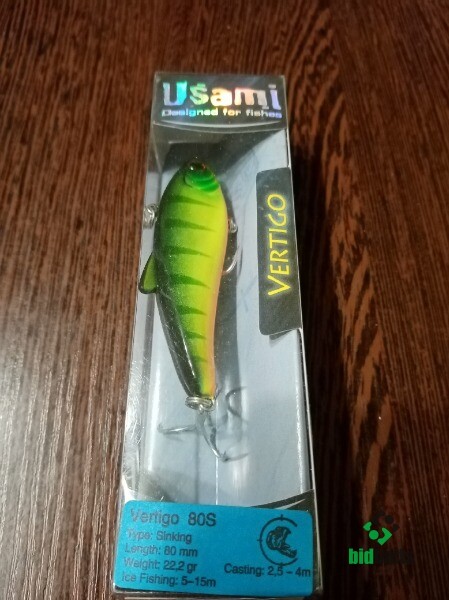 Usami
Designed for fishes
VERTIGO
Vertigo 80S
Type: Sinking
Length: 80 mm
Weight: 22,2 gr
Casting: 2,5-4m
Ice Fishing: 5-15m
bid